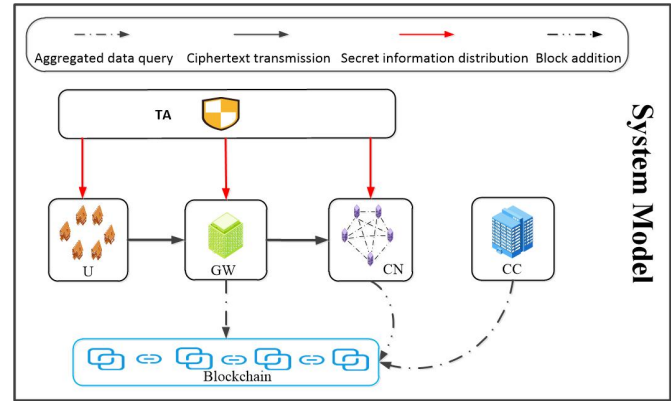 Aggregated data query Ciphertext transmission Secret information distribution Block addition
TA
U GW CN CC
Blockchain
System Model